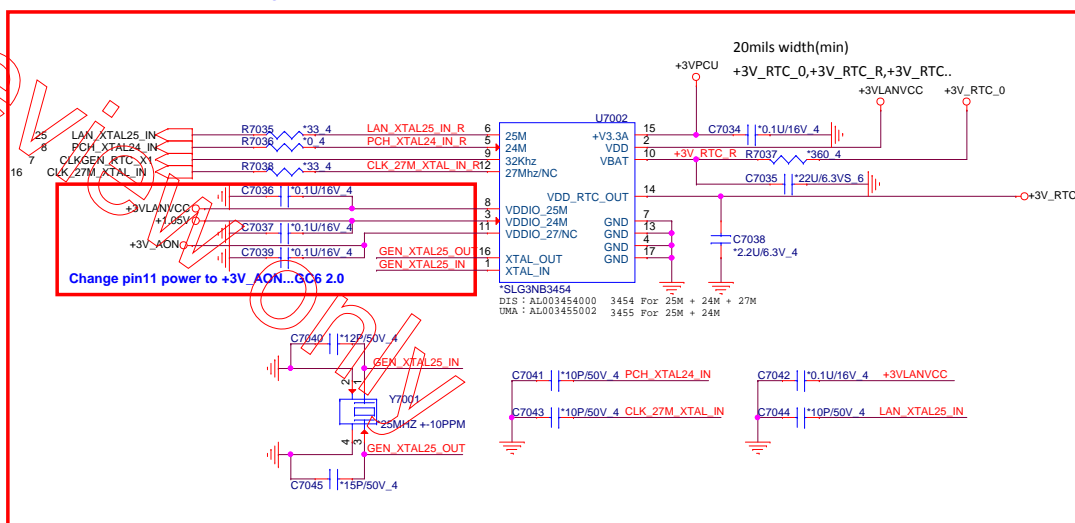 20mils width(min)
+3V_RTC_0,+3V_RTC_R,+3V_RTC..
+3VPCU
+3VLANVCC
+3V_RTC_0
U7002
25 LAN_XTAL25_IN R7035 *33_4 LAN_XTAL25_IN_R 6 25M
8 PCH_XTAL24_IN R7036 *0_4 PCH_XTAL24_IN_R 5 24M
7 CLKGEN_RTC_X1 9 32Khz
16 CLK_27M_XTAL_IN R7038 *33_4 CLK_27M_XTAL_IN_R 12 27Mhz/NC
+V3.3A 15 C7034 *0.1U/16V_4
VDD 2
VBAT 10 +3V_RTC_R R7037 *360_4
C7035 *22U/6.3VS_6
VDD_RTC_OUT 14 +3V_RTC
C7036 *0.1U/16V_4
+3VLANVCC 8 VDDIO_25M
+1.05V 3 VDDIO_24M
C7037 *0.1U/16V_4 11 VDDIO_27/NC
+3V_AON
C7039 *0.1U/16V_4
GEN_XTAL25_OUT 16 XTAL_OUT
GEN_XTAL25_IN 1 XTAL_IN
GND 7
GND 13
GND 4
GND 17
C7038
*2.2U/6.3V_4
Change pin11 power to +3V_AON...GC6 2.0
*SLG3NB3454
DIS : AL003454000 3454 For 25M + 24M + 27M
UMA : AL003455002 3455 For 25M + 24M
C7040 *12P/50V_4
GEN_XTAL25_IN
2 1
Y7001
*25MHZ +-10PPM
4 3
GEN_XTAL25_OUT
C7045 *15P/50V_4
C7041 *10P/50V_4 PCH_XTAL24_IN
C7043 *10P/50V_4 CLK_27M_XTAL_IN
C7042 *0.1U/16V_4 +3VLANVCC
C7044 *10P/50V_4 LAN_XTAL25_IN